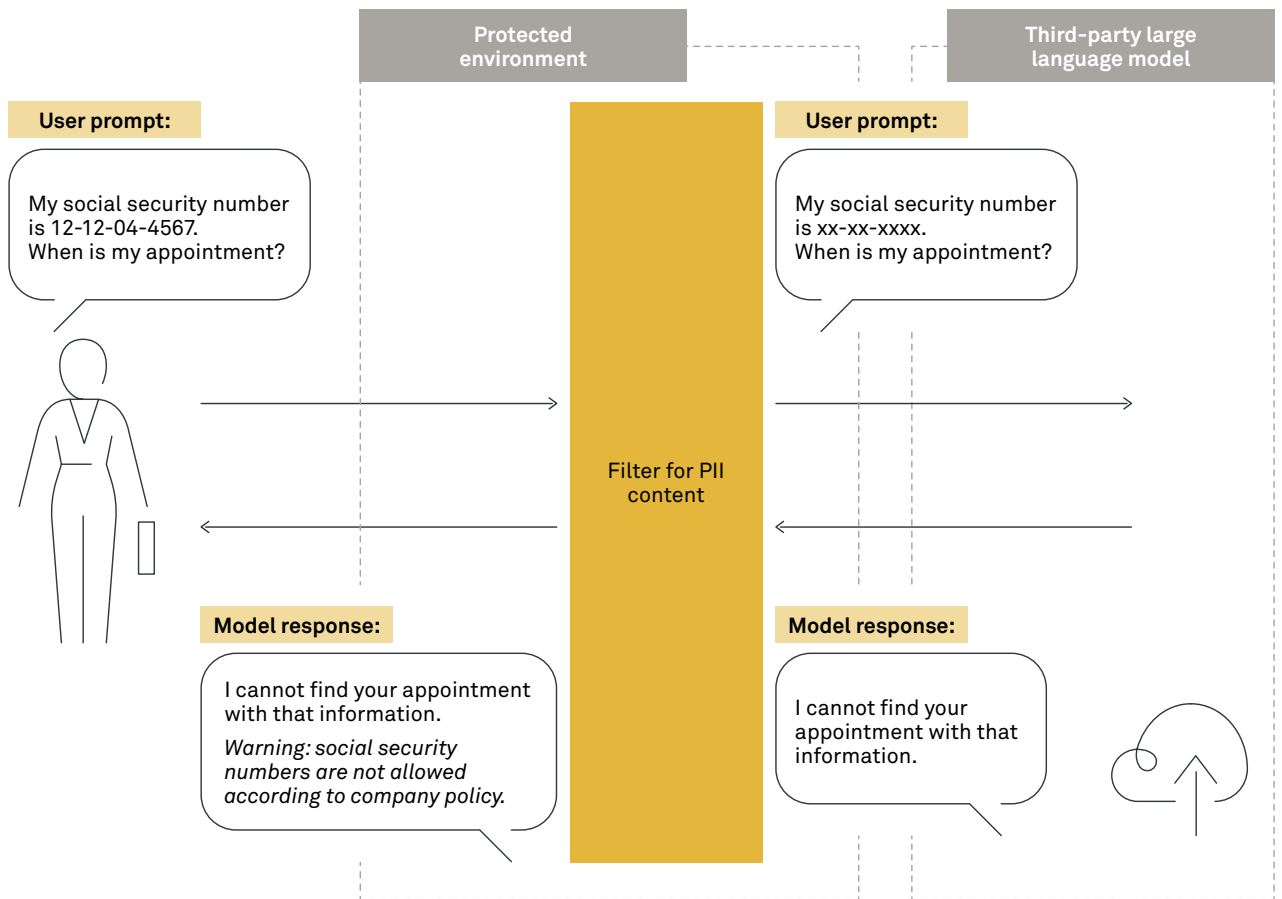 Protected
environment
Third-party large
language model
User prompt:
My social security number
is 12-12-04-4567.
When is my appointment?
User prompt:
My social security number
is xx-xx-xxxx.
When is my appointment?
Filter for PII
content
Model response:
I cannot find your appointment
with that information.
Warning: social security
numbers are not allowed
according to company policy.
Model response:
I cannot find your
appointment with that
information.